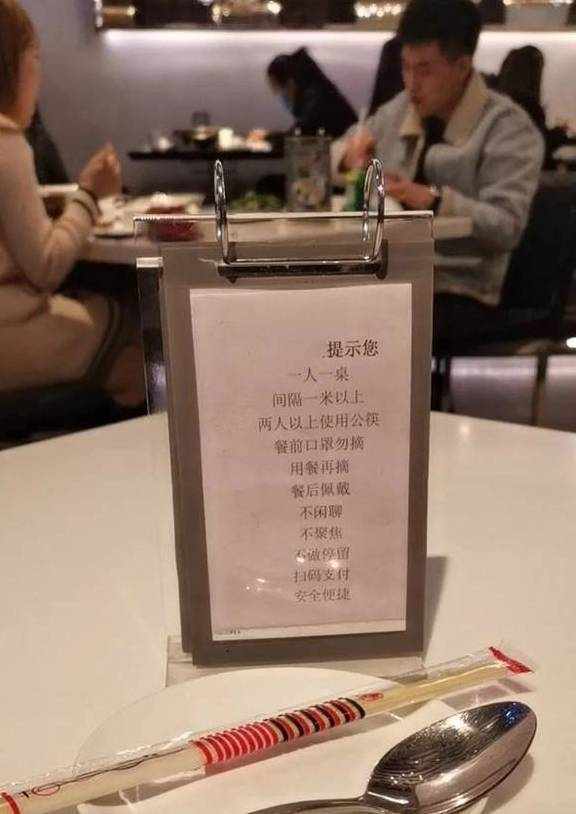 提示您
一人一桌
间隔一米以上
两人以上使用公筷
餐前口罩勿摘
用餐再摘
餐后佩戴
不闲聊
不聚焦
不做停留
扫码支付
安全便捷